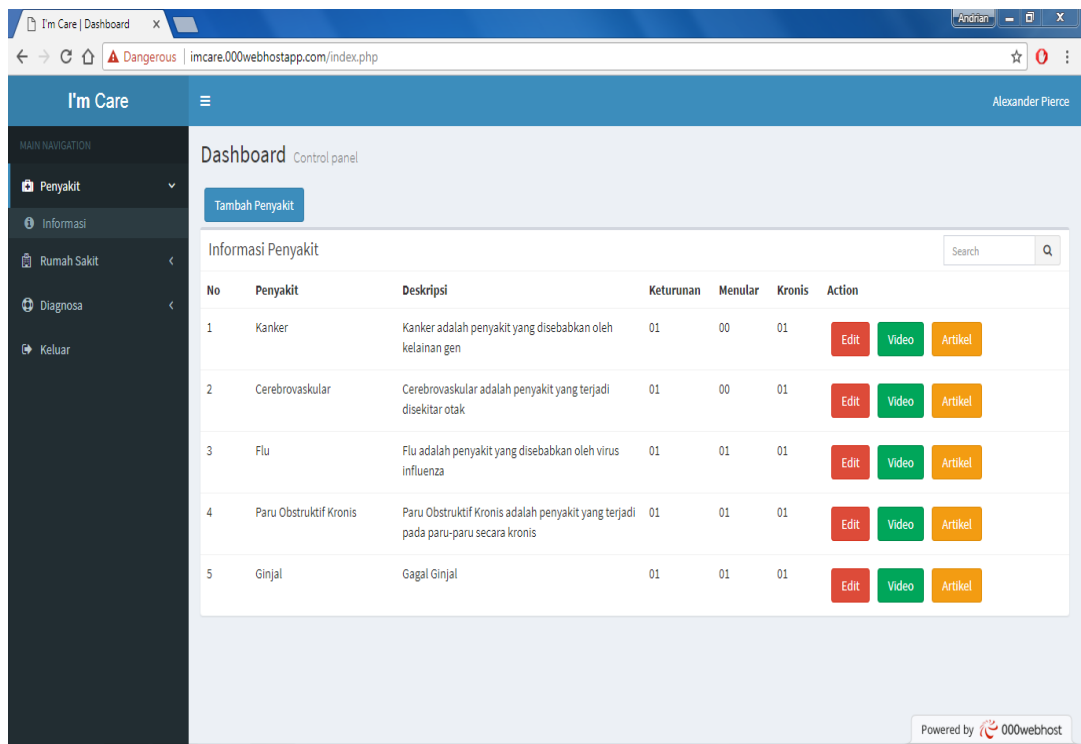 I'm Care | Dashboard
Andrian
Dangerous imcare.000webhostapp.com/index.php
I'm Care
Alexander Pierce
MAIN NAVIGATION
Penyakit
Informasi
Rumah Sakit
Diagnosa
Keluar
Dashboard Control panel
Tambah Penyakit
Informasi Penyakit Search
No Penyakit Deskripsi Keturunan Menular Kronis Action
1 Kanker Kanker adalah penyakit yang disebabkan oleh 01 00 01 Edit Video Artikel
kelainan gen
2 Cerebrovaskular Cerebrovaskular adalah penyakit yang terjadi 01 00 01 Edit Video Artikel
disekitar otak
3 Flu Flu adalah penyakit yang disebabkan oleh virus 01 01 01 Edit Video Artikel
influenza
4 Paru Obstruktif Kronis Paru Obstruktif Kronis adalah penyakit yang terjadi 01 01 01 Edit Video Artikel
pada paru-paru secara kronis
5 Ginjal Gagal Ginjal 01 01 01 Edit Video Artikel
Powered by 000webhost